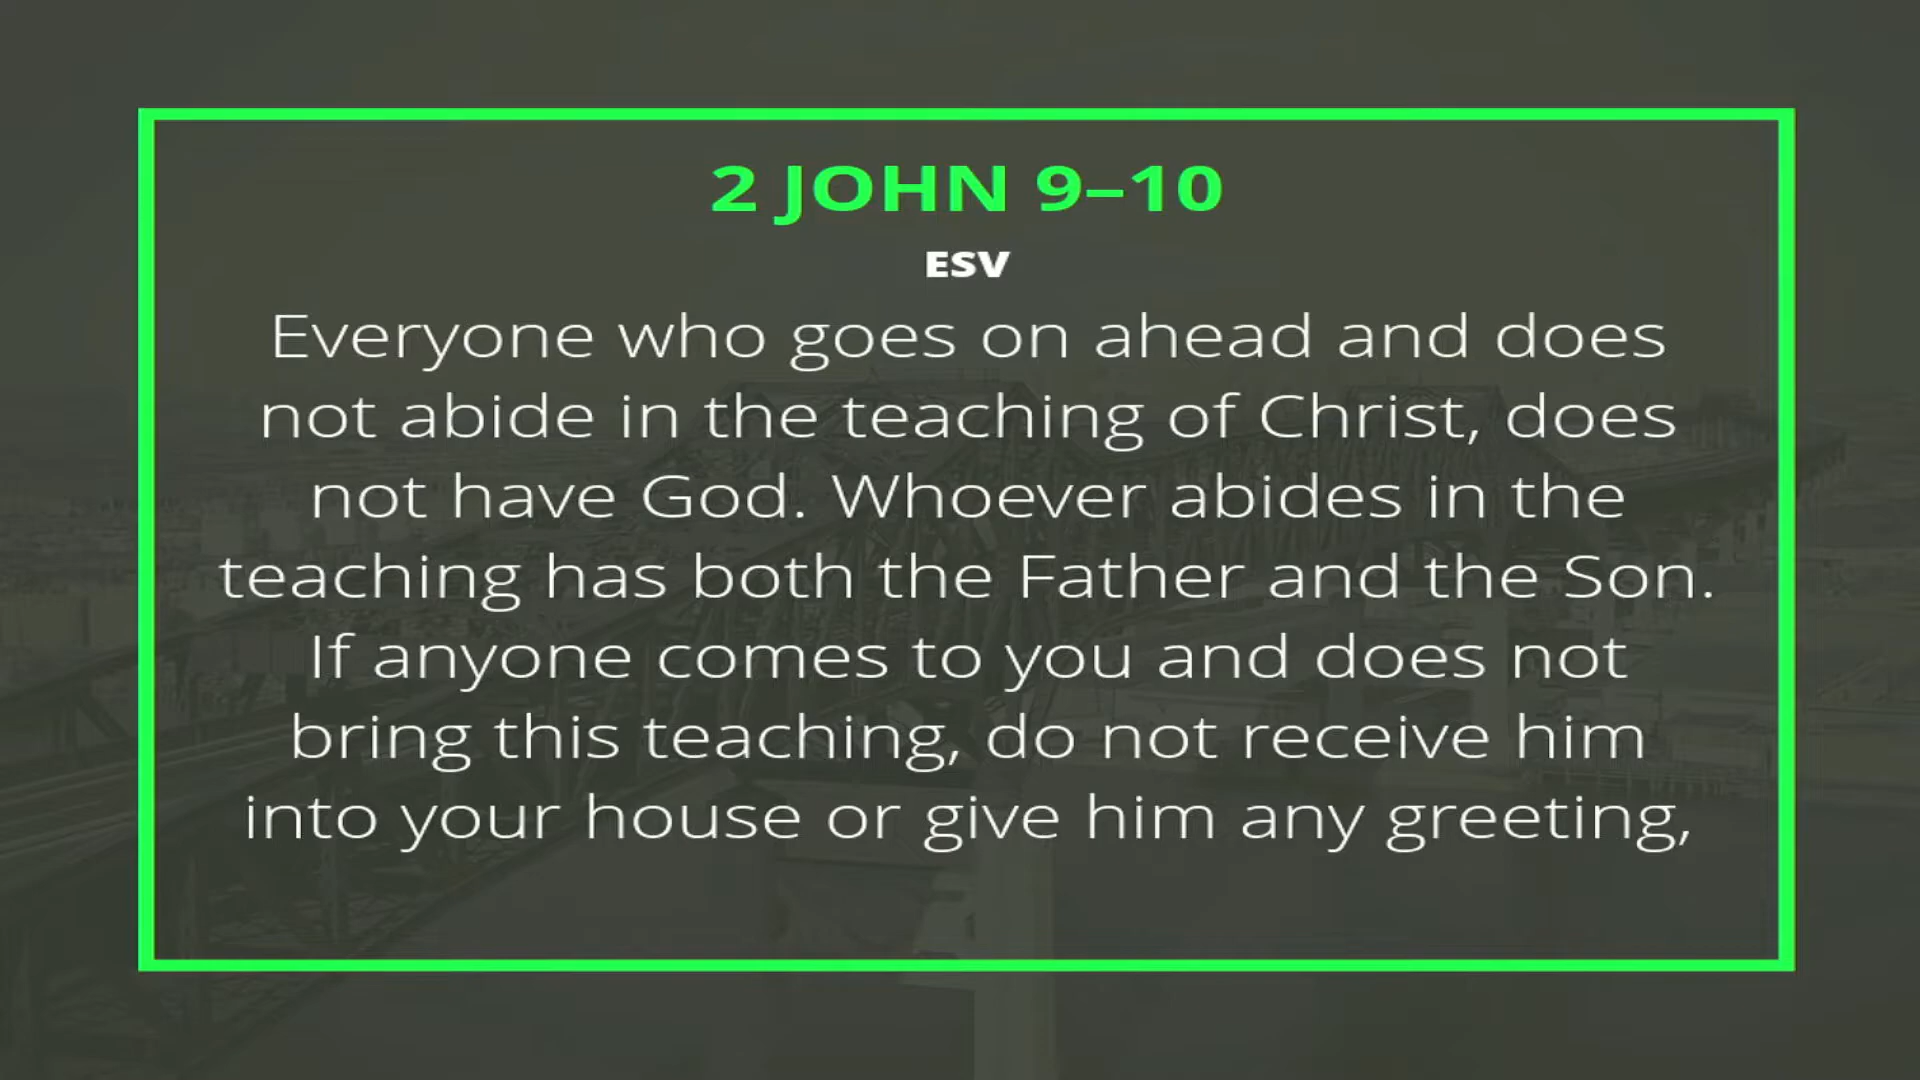 2 JOHN 9–10
ESV
Everyone who goes on ahead and does
not abide in the teaching of Christ, does
not have God. Whoever abides in the
teaching has both the Father and the Son.
If anyone comes to you and does not
bring this teaching, do not receive him
into your house or give him any greeting,